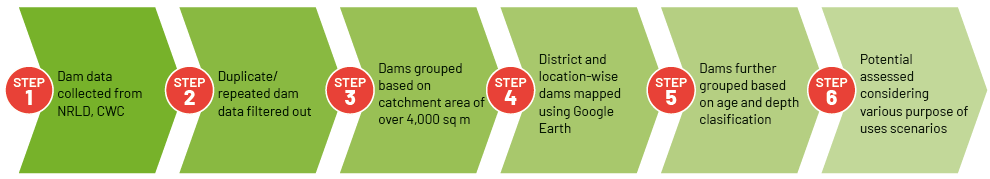 STEP
1
Dam data
collected from
NRLD, CWC
STEP
2
Duplicate/
repeated dam
data filtered out
STEP
3
Dams grouped
based on
catchment area of
over 4,000 sq m
STEP
4
District and
location-wise
dams mapped
using Google
Earth
STEP
5
Dams further
grouped based
on age and depth
clasification
STEP
6
Potential
assessed
considering
various purpose of
uses scenarios